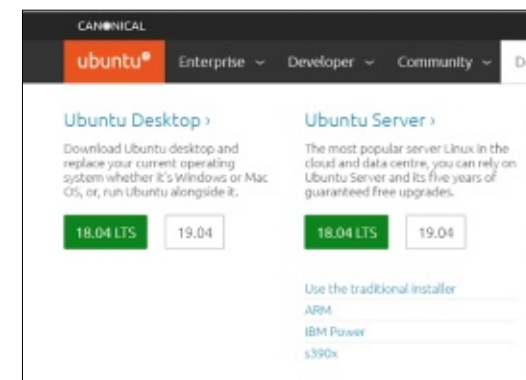 CANONICAL
ubuntu Enterprise Developer Community D
Ubuntu Desktop ›
Download Ubuntu desktop and
replace your current operating
system whether it's Windows or Mac
OS, or, run Ubuntu alongside it.
18.04 LTS 19.04
Ubuntu Server ›
The most popular server Linux in the
cloud and data centre, you can rely on
Ubuntu Server and its five years of
guaranteed free upgrades.
18.04 LTS 19.04
Use the traditional installer
ARM
IBM Power
s390x